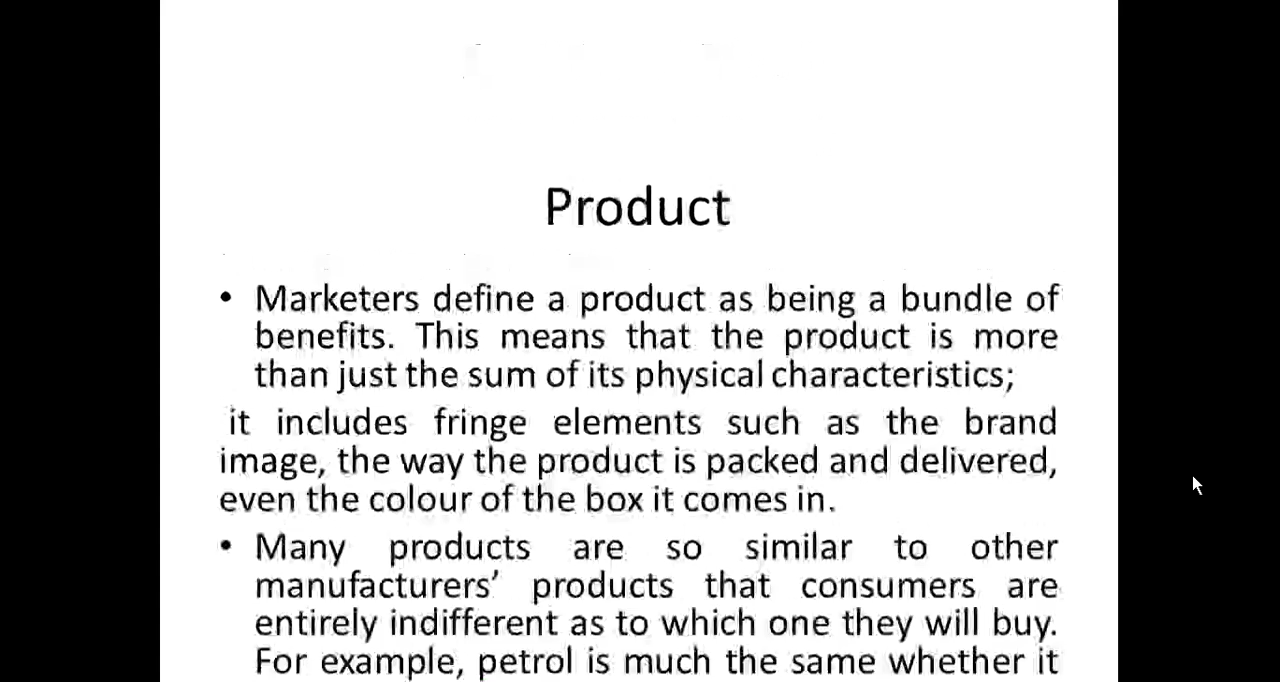 Product
• Marketers define a product as being a bundle of
benefits. This means that the product is more
than just the sum of its physical characteristics;
it includes fringe elements such as the brand
image, the way the product is packed and delivered,
even the colour of the box it comes in.
• Many products are so similar to other
manufacturers’ products that consumers are
entirely indifferent as to which one they will buy.
For example, petrol is much the same whether it